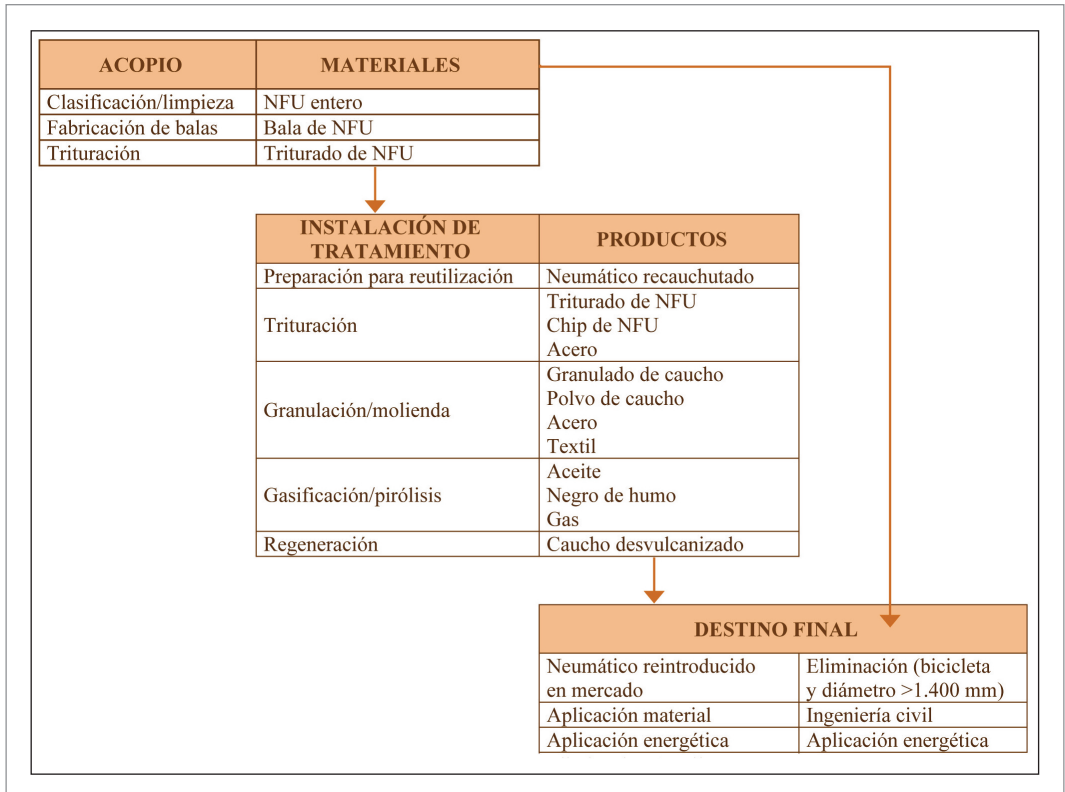 ACOPIO
MATERIALES
Clasificación/limpieza
NFU entero
Fabricación de balas
Bala de NFU
Trituración
Triturado de NFU
INSTALACIÓN DE
TRATAMIENTO
PRODUCTOS
Preparación para reutilización
Neumático recauchutado
Trituración
Triturado de NFU
Chip de NFU
Acero
Granulación/molienda
Granulado de caucho
Polvo de caucho
Acero
Textil
Gasificación/pirólisis
Aceite
Negro de humo
Gas
Regeneración
Caucho desvulcanizado
DESTINO FINAL
Neumático reintroducido
en mercado
Eliminación (bicicleta
y diámetro >1.400 mm)
Aplicación material
Ingeniería civil
Aplicación energética
Aplicación energética